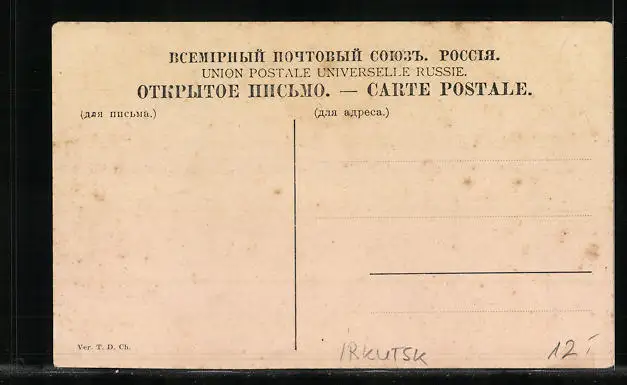 ВСЕМІРНЫЙ ПОЧТОВЫЙ СОЮЗЪ. РОССІЯ.
UNION POSTALE UNIVERSELLE RUSSIE.
ОТКРЫТОЕ ПИСЬМО. — CARTE POSTALE.
(для письма.) (для адреса.)
Ver. T. D. Ch.
IRKUTSK 12